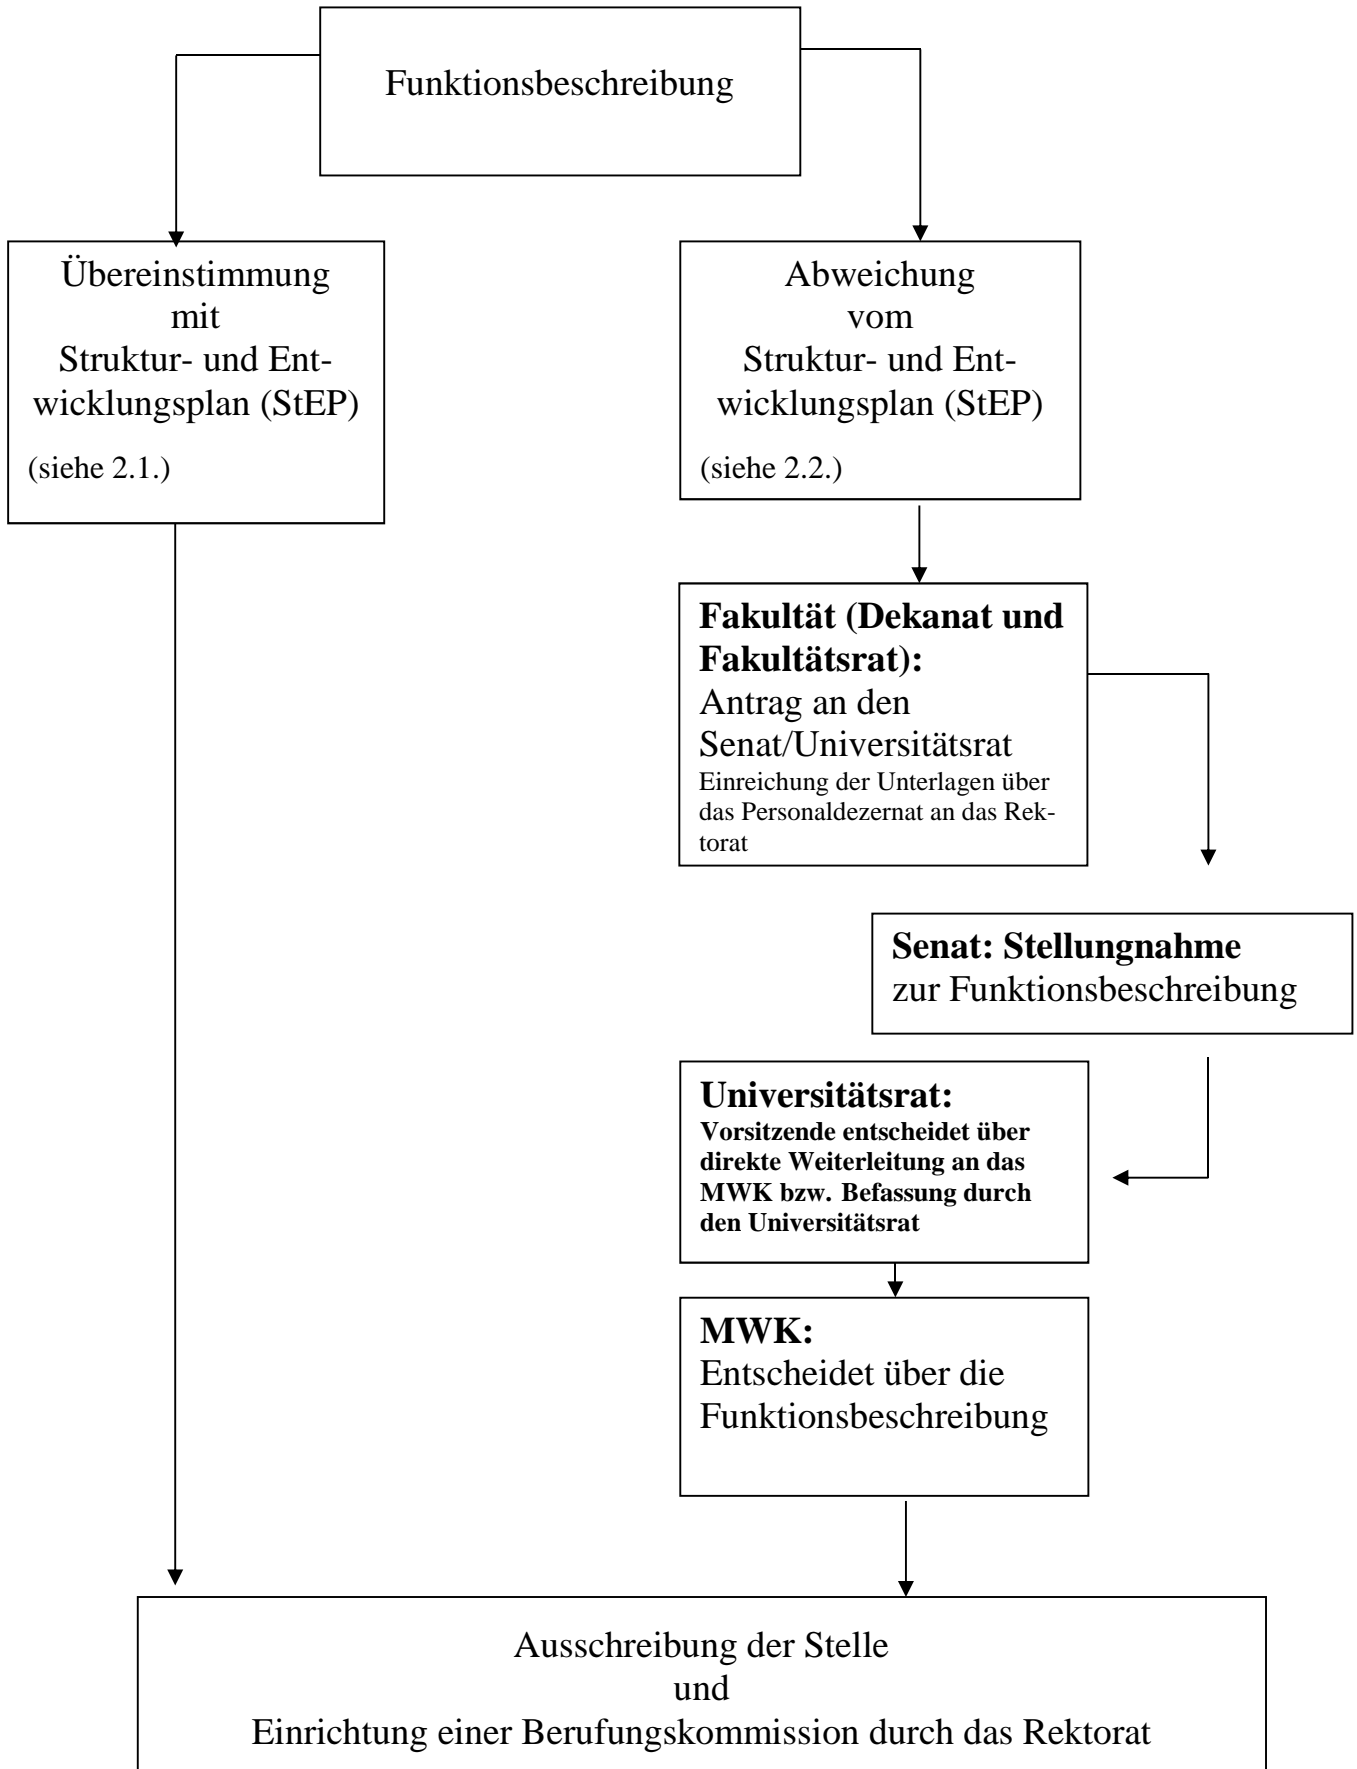 Funktionsbeschreibung
Übereinstimmung
mit
Struktur- und Ent-
wicklungsplan (StEP)
(siehe 2.1.)
Abweichung
vom
Struktur- und Ent-
wicklungsplan (StEP)
(siehe 2.2.)
Fakultät (Dekanat und
Fakultätsrat):
Antrag an den
Senat/Universitätsrat
Einreichung der Unterlagen über
das Personaldezernat an das Rek-
torat
Senat: Stellungnahme
zur Funktionsbeschreibung
Universitätsrat:
Vorsitzende entscheidet über
direkte Weiterleitung an das
MWK bzw. Befassung durch
den Universitätsrat
MWK:
Entscheidet über die
Funktionsbeschreibung
Ausschreibung der Stelle
und
Einrichtung einer Berufungskommission durch das Rektorat